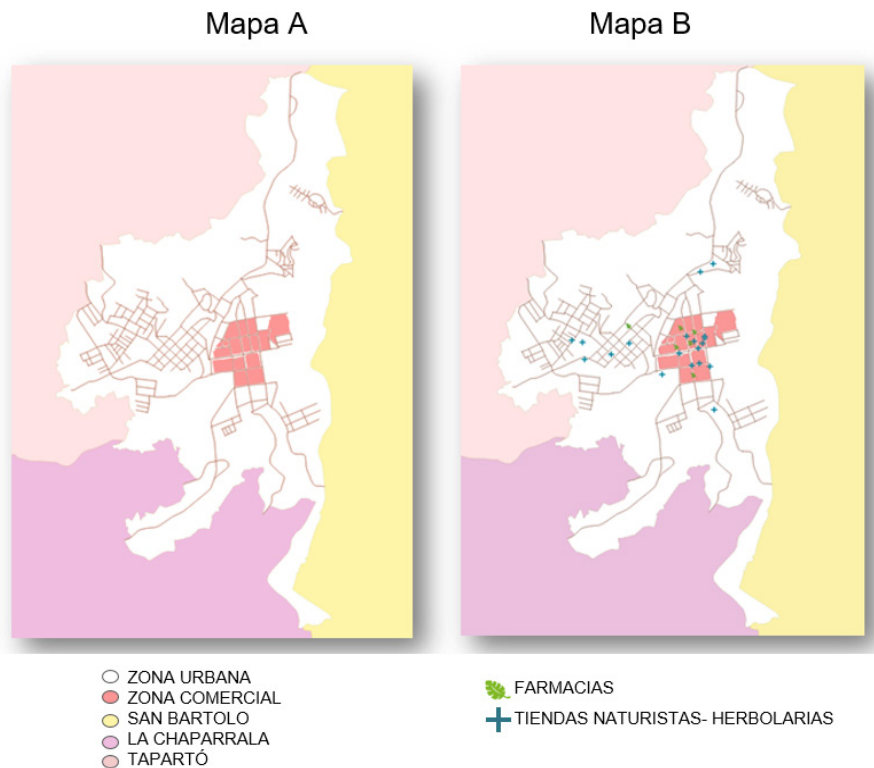 Mapa A
Mapa B
ZONA URBANA
ZONA COMERCIAL
SAN BARTOLO
LA CHAPARRALA
TAPARTÓ
FARMACIAS
TIENDAS NATURISTAS- HERBOLARIAS